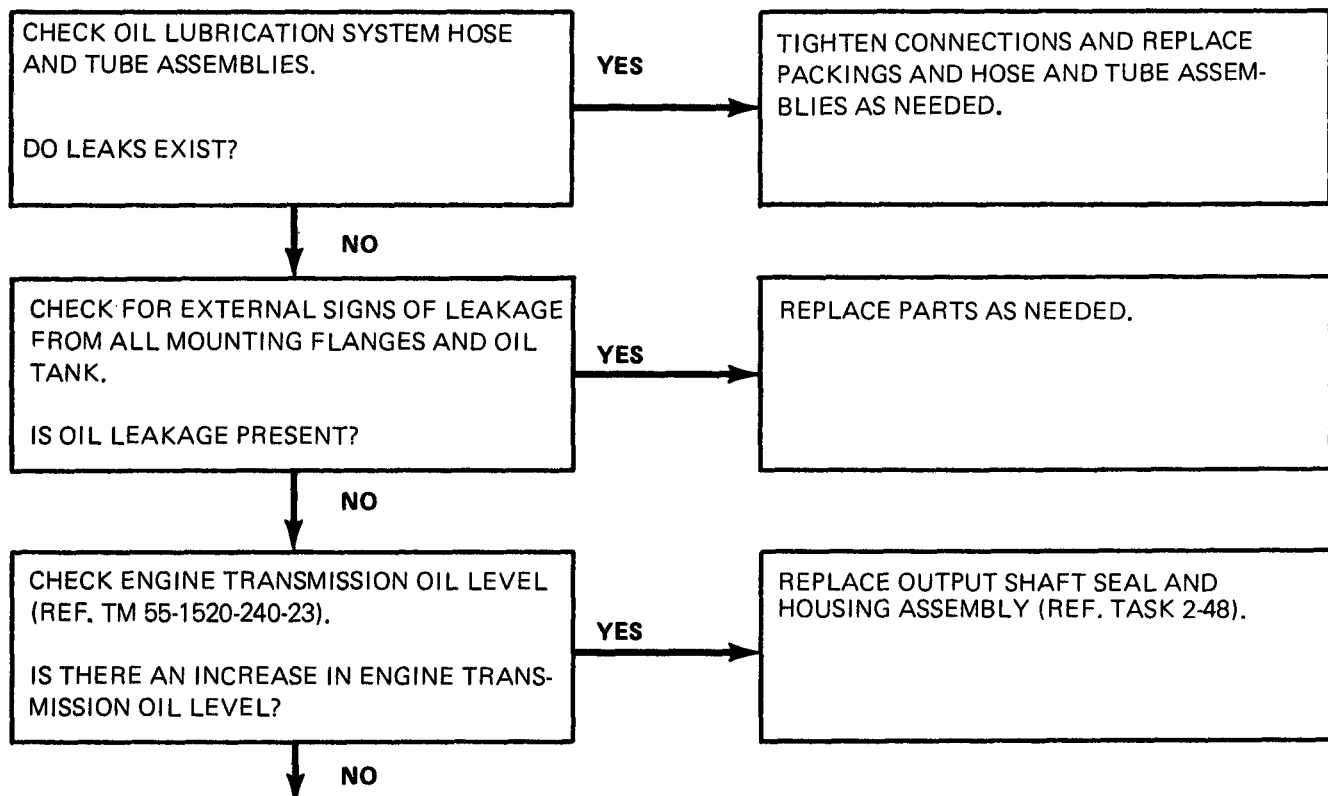 CHECK OIL LUBRICATION SYSTEM HOSE
AND TUBE ASSEMBLIES.
DO LEAKS EXIST?
YES
TIGHTEN CONNECTIONS AND REPLACE
PACKINGS AND HOSE AND TUBE ASSEM-
BLIES AS NEEDED.
NO
CHECK FOR EXTERNAL SIGNS OF LEAKAGE
FROM ALL MOUNTING FLANGES AND OIL
TANK.
IS OIL LEAKAGE PRESENT?
YES
REPLACE PARTS AS NEEDED.
NO
CHECK ENGINE TRANSMISSION OIL LEVEL
(REF. TM 55-1520-240-23).
IS THERE AN INCREASE IN ENGINE TRANS-
MISSION OIL LEVEL?
YES
REPLACE OUTPUT SHAFT SEAL AND
HOUSING ASSEMBLY (REF. TASK 2-48).
NO